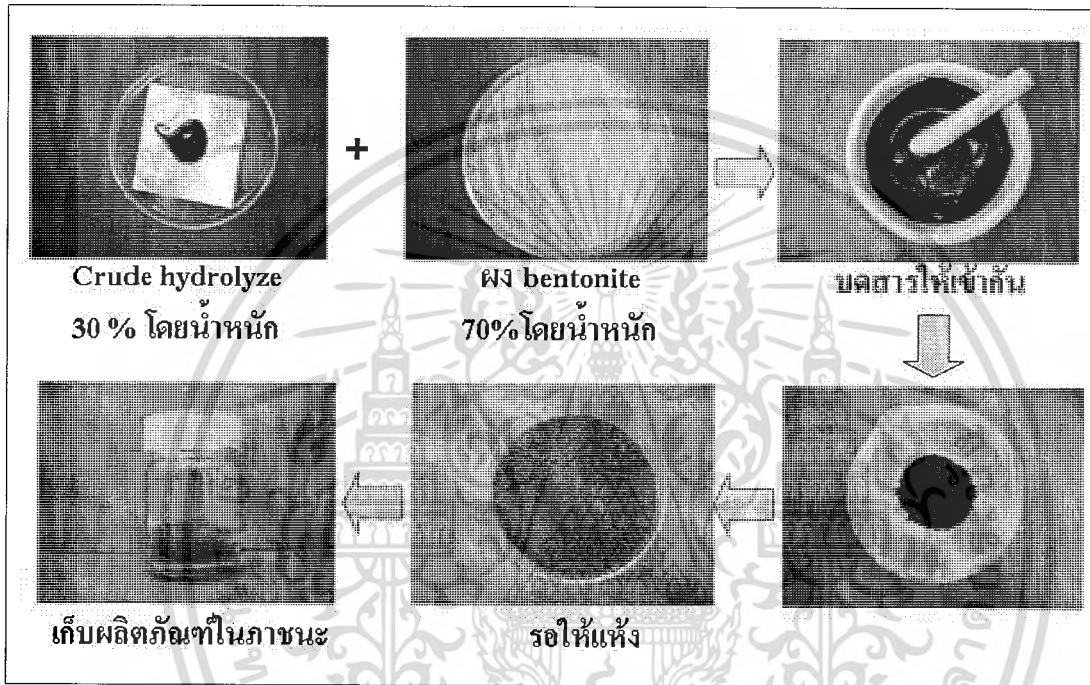 Crude hydrolyze
30 % โดยน้ำหนัก
+
ผง bentonite
70%โดยน้ำหนัก
บดสารให้เข้ากัน
รอให้แห้ง
เก็บผลิตภัณฑ์ในภาชนะ